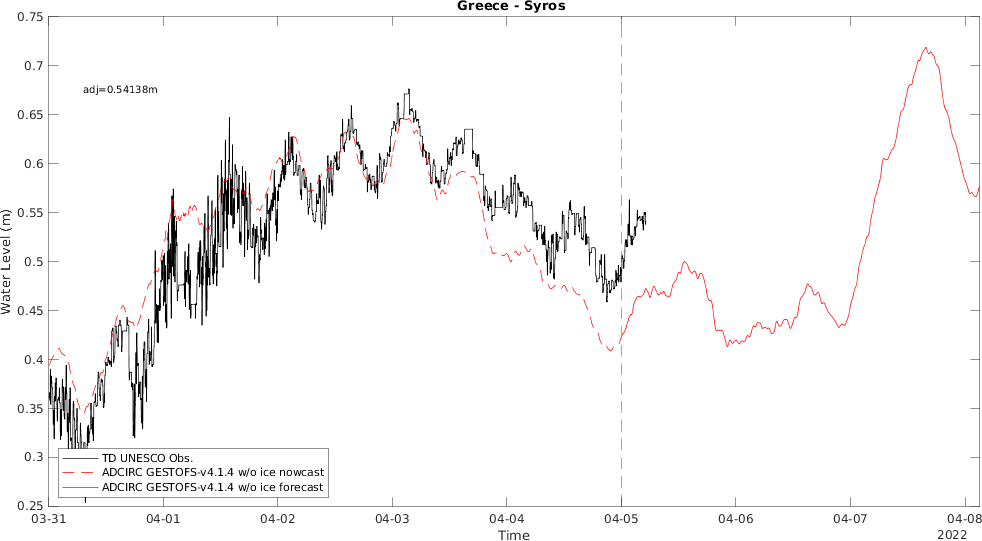 Greece - Syros
0.75
0.7
0.65
0.6
0.55
0.5
0.45
0.4
0.35
0.3
0.25
Water Level (m)
adj=0.54138m
TD UNESCO Obs.
ADCIRC GESTOFS-v4.1.4 w/o ice nowcast
ADCIRC GESTOFS-v4.1.4 w/o ice forecast
03-31 04-01 04-02 04-03 04-04 04-05 04-06 04-07 04-08
Time
2022